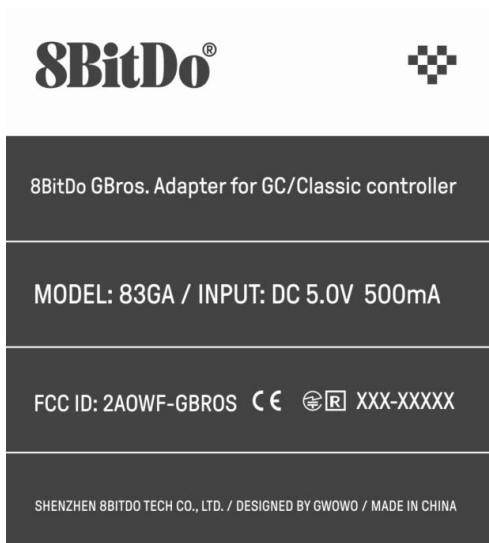 8BitDo®
8BitDo GBros. Adapter for GC/Classic controller
MODEL: 83GA / INPUT: DC 5.0V 500mA
FCC ID: 2AOWF-GBROS CE R XXX-XXXXX
SHENZHEN 8BITDO TECH CO., LTD. / DESIGNED BY GWOWO / MADE IN CHINA